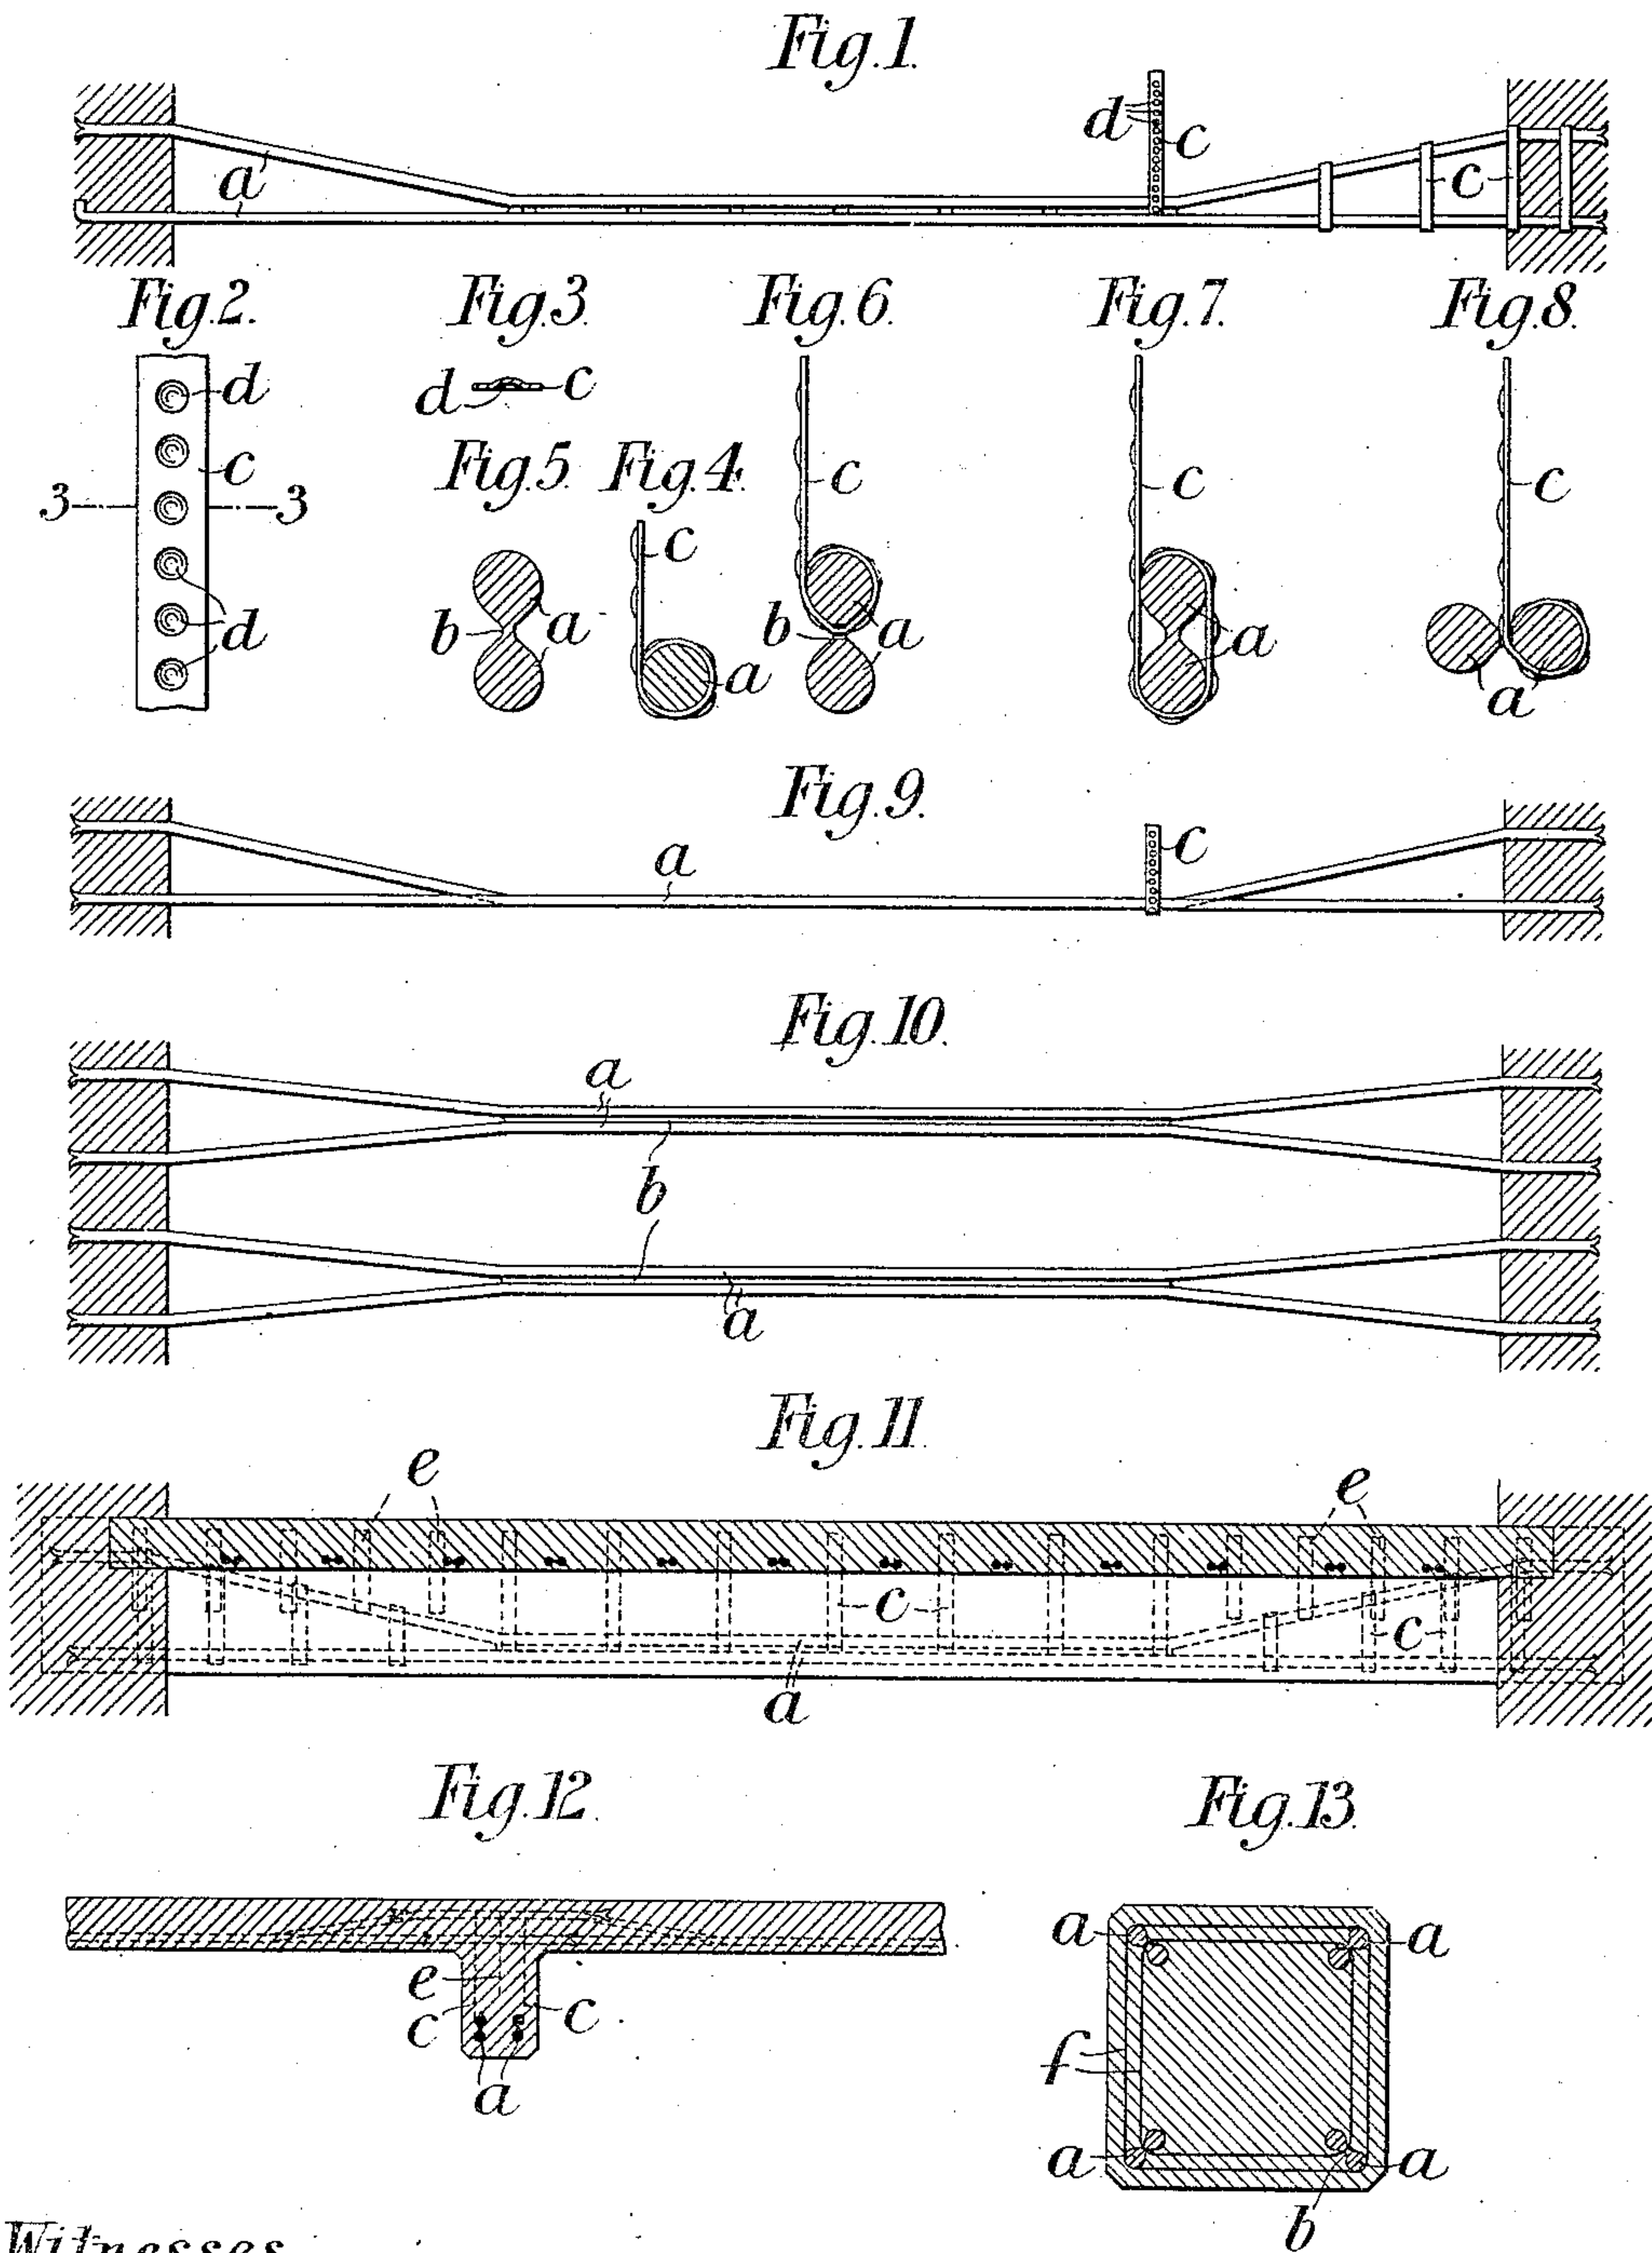 Fig.1.
d
c
a
a
c
Fig.2.
Fig.3.
Fig.6.
Fig.7.
Fig.8.
d
c
3 3
d
d c
Fig.5. Fig.4.
b a
c
a
c
b a
c
a
c
a
Fig.9.
a
c
Fig.10.
a
b
b
a
Fig.11.
e
e
c
c
a
Fig.12.
Fig.13.
e
c
c
a
a
a
f
a
a
b
Witnesses